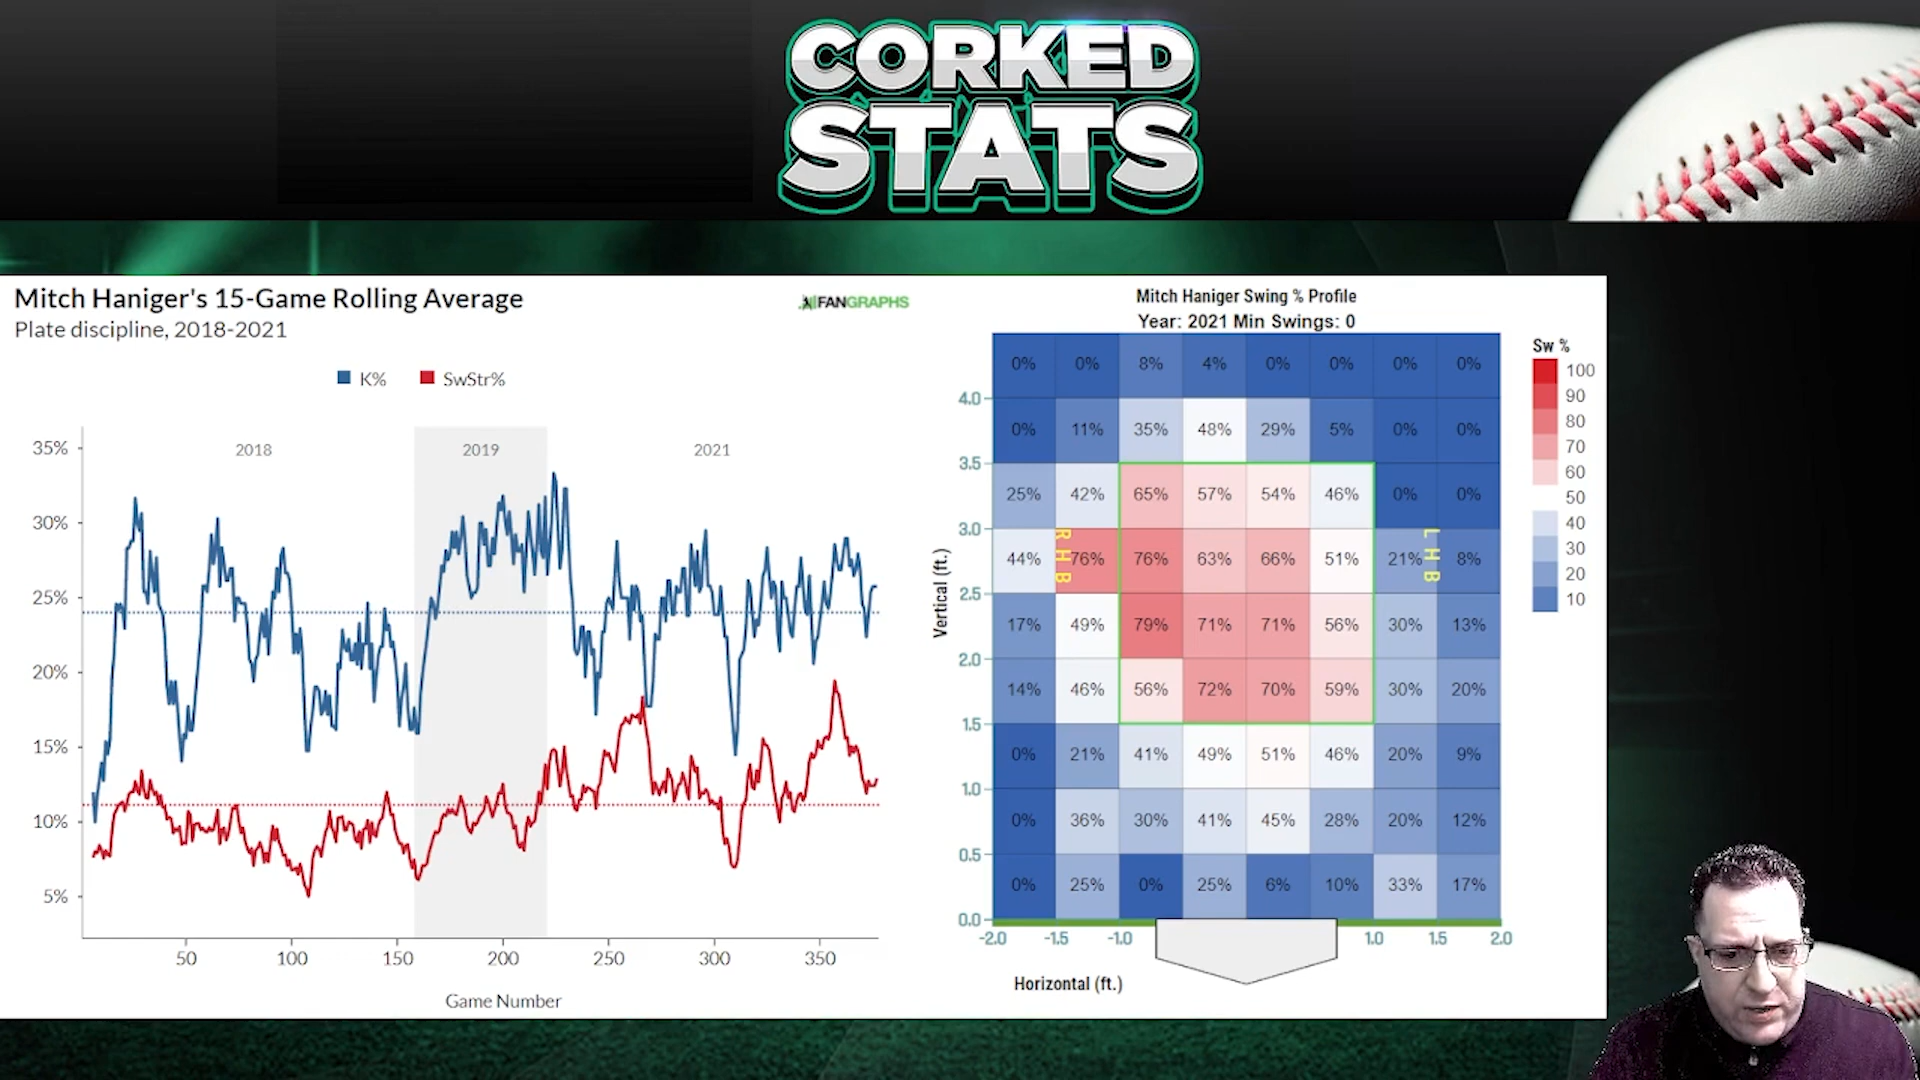 CORKED
STATS
Mitch Haniger's 15-Game Rolling Average
Plate discipline, 2018-2021
FANGRAPHS
K% SwStr%
2018 2019 2021
35%
30%
25%
20%
15%
10%
5%
50 100 150 200 250 300 350
Game Number
Mitch Haniger Swing % Profile
Year: 2021 Min Swings: 0
0% 0% 8% 4% 0% 0% 0% 0%
4.0
0% 11% 35% 48% 29% 5% 0% 0%
3.5
25% 42% 65% 57% 54% 46% 0% 0%
3.0
RHB
LHB
44% 76% 76% 63% 66% 51% 21% 8%
2.5
17% 49% 79% 71% 71% 56% 30% 13%
2.0
14% 46% 56% 72% 70% 59% 30% 20%
1.5
0% 21% 41% 49% 51% 46% 20% 9%
1.0
0% 36% 30% 41% 45% 28% 20% 12%
0.5
0% 25% 0% 25% 6% 10% 33% 17%
0.0
-2.0 -1.5 -1.0 1.0 1.5 2.0
Vertical (ft.)
Horizontal (ft.)
Sw %
100
90
80
70
60
50
40
30
20
10